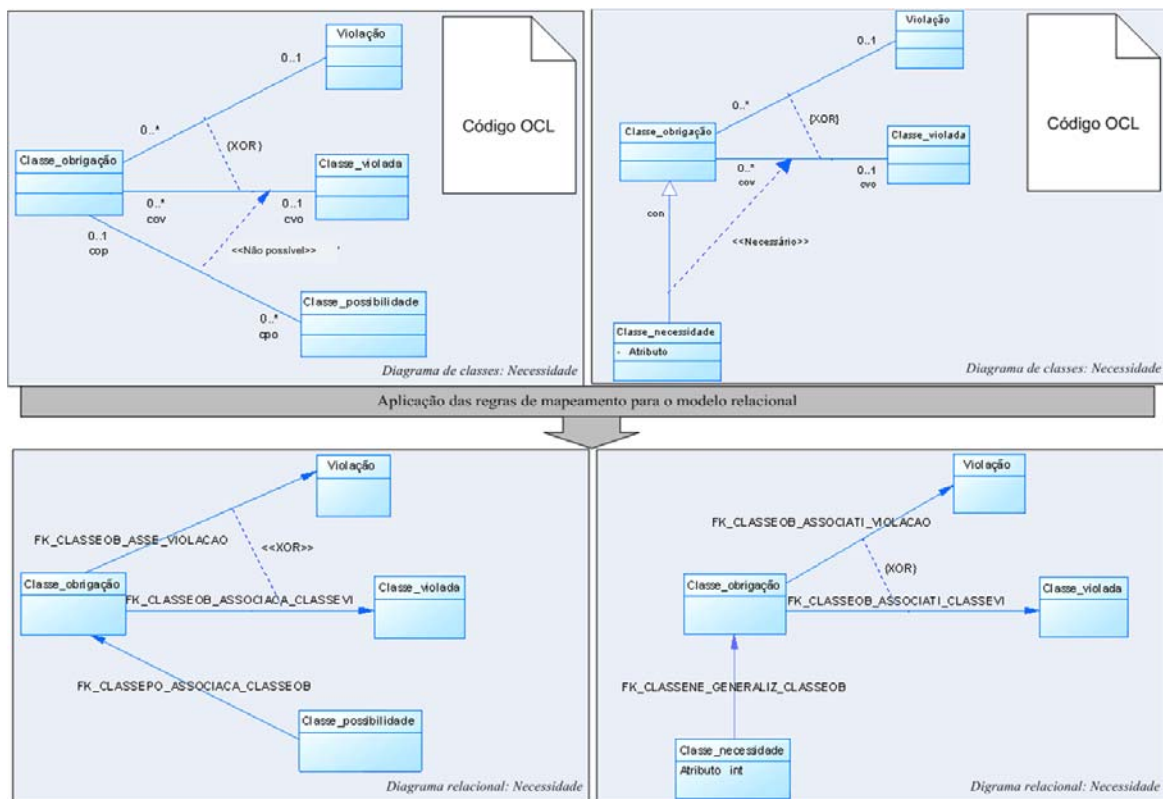 Violação
0..1
0..*
{XOR}
Classe_obrigação
Classe_violada
0..*
cov
0..1
cvo
0..1
cop
<<Não possível>>
Classe_possibilidade
0..*
cpo
Código OCL
Diagrama de classes: Necessidade
Violação
0..1
0..*
{XOR}
Classe_obrigação
Classe_violada
0..*
cov
0..1
cvo
con
<<Necessário>>
Classe_necessidade
- Atributo
Código OCL
Diagrama de classes: Necessidade
Aplicação das regras de mapeamento para o modelo relacional
Violação
FK_CLASSEOB_ASSE_VIOLACAO
<<XOR>>
Classe_obrigação
Classe_violada
FK_CLASSEOB_ASSOCIACA_CLASSEVI
FK_CLASSEPO_ASSOCIACA_CLASSEOB
Classe_possibilidade
Diagrama relacional: Necessidade
Violação
FK_CLASSEOB_ASSOCIATI_VIOLACAO
{XOR}
Classe_obrigação
Classe_violada
FK_CLASSEOB_ASSOCIATI_CLASSEVI
FK_CLASSENE_GENERALIZ_CLASSEOB
Classe_necessidade
Atributo int
Digrama relacional: Necessidade